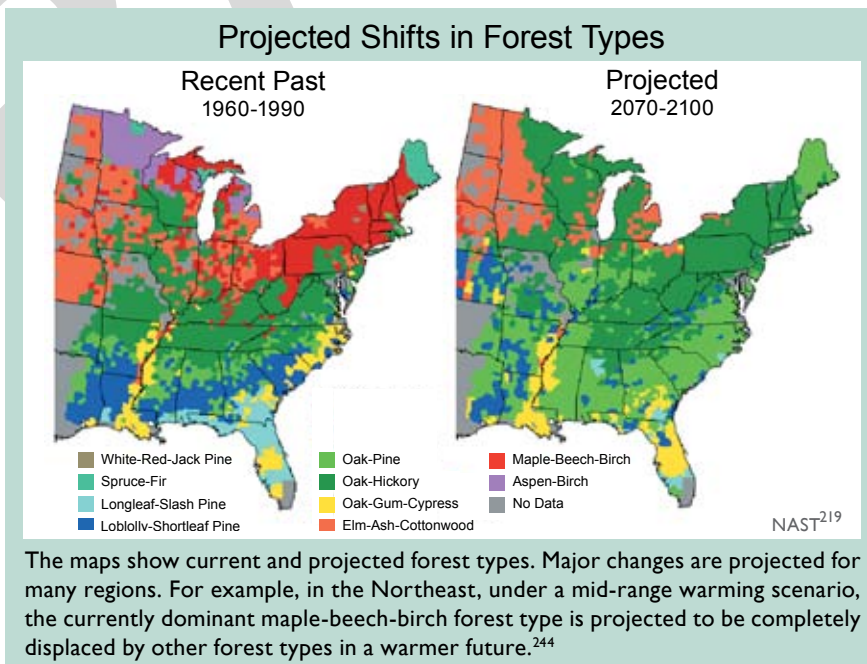 Projected Shifts in Forest Types
Recent Past
1960-1990
Projected
2070-2100
White-Red-Jack Pine
Spruce-Fir
Longleaf-Slash Pine
Loblolly-Shortleaf Pine
Oak-Pine
Oak-Hickory
Oak-Gum-Cypress
Elm-Ash-Cottonwood
Maple-Beech-Birch
Aspen-Birch
No Data
NAST219
The maps show current and projected forest types. Major changes are projected for
many regions. For example, in the Northeast, under a mid-range warming scenario,
the currently dominant maple-beech-birch forest type is projected to be completely
displaced by other forest types in a warmer future.244